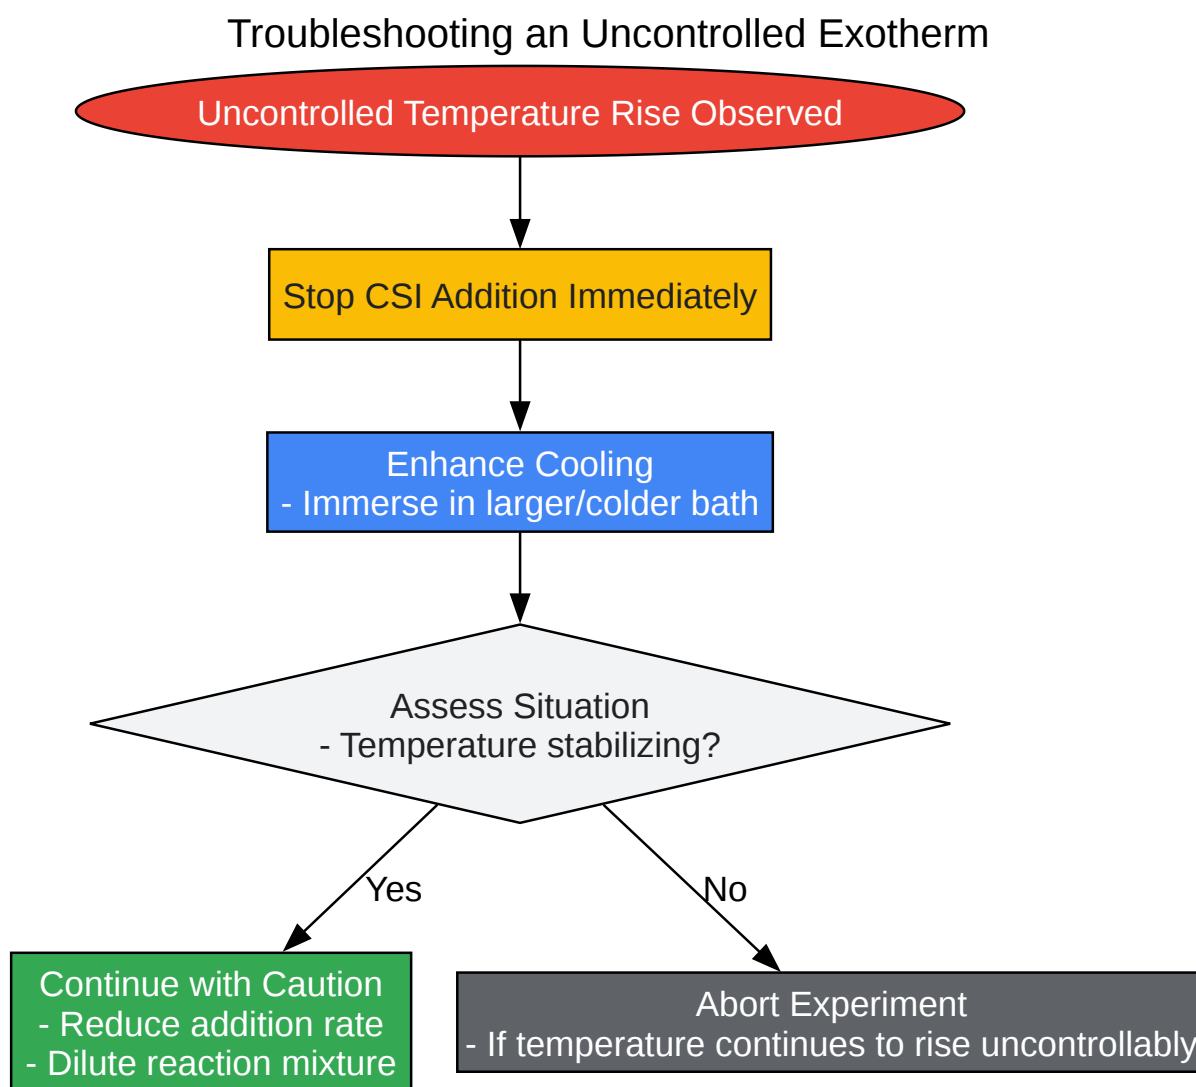 Troubleshooting an Uncontrolled Exotherm
Uncontrolled Temperature Rise Observed
Stop CSI Addition Immediately
Enhance Cooling
- Immerse in larger/colder bath
Assess Situation
- Temperature stabilizing?
Yes
No
Continue with Caution
- Reduce addition rate
- Dilute reaction mixture
Abort Experiment
- If temperature continues to rise uncontrollably